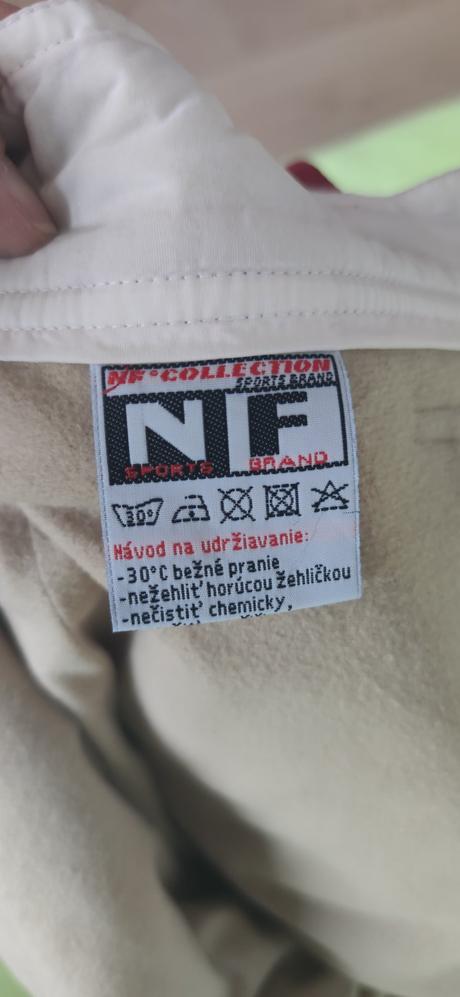 NF®COLLECTION
SPORTS BRAND
NF
SPORTS BRAND
30°
Návod na udržiavanie:
-30°C bežné pranie
-nežehliť horúcou žehličkou
-nečistiť chemicky,